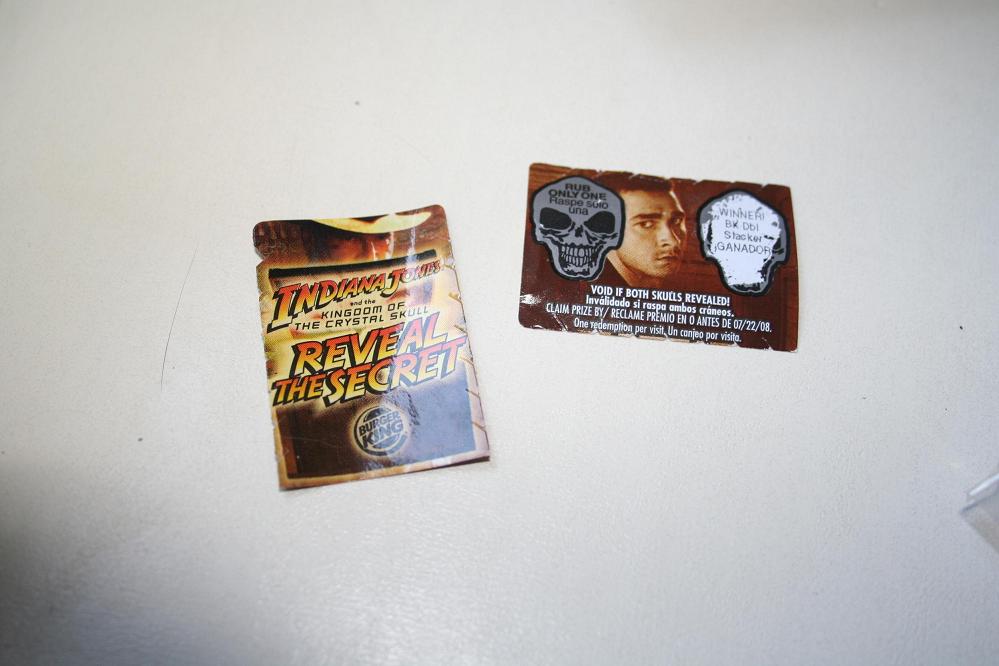 INDIANA JONES
and the
KINGDOM OF
THE CRYSTAL SKULL
REVEAL
THE SECRET
BURGER
KING
RUB
ONLY ONE
Raspe solo
una
WINNER!
BK Dbl
Stacker
¡GANADOR!
VOID IF BOTH SKULLS REVEALED!
Inválidado si raspa ambos cráneos.
CLAIM PRIZE BY/ RECLAME PREMIO EN O ANTES DE 07/22/08.
One redemption per visit. Un canjeo por visita.